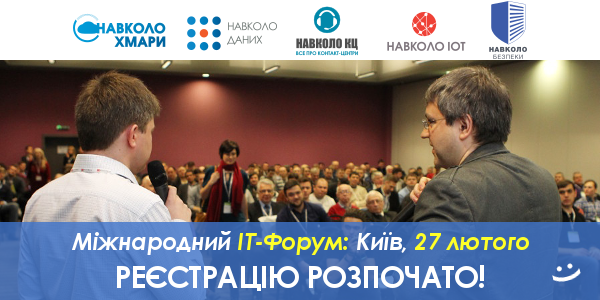 НАВКОЛО
ХМАРИ
НАВКОЛО
ДАНИХ
НАВКОЛО КЦ
ВСЕ ПРО КОНТАКТ-ЦЕНТРИ
НАВКОЛО IOT
НАВКОЛО
БЕЗПЕКИ
Міжнародний ІТ-Форум: Київ, 27 лютого
РЕЄСТРАЦІЮ РОЗПОЧАТО!